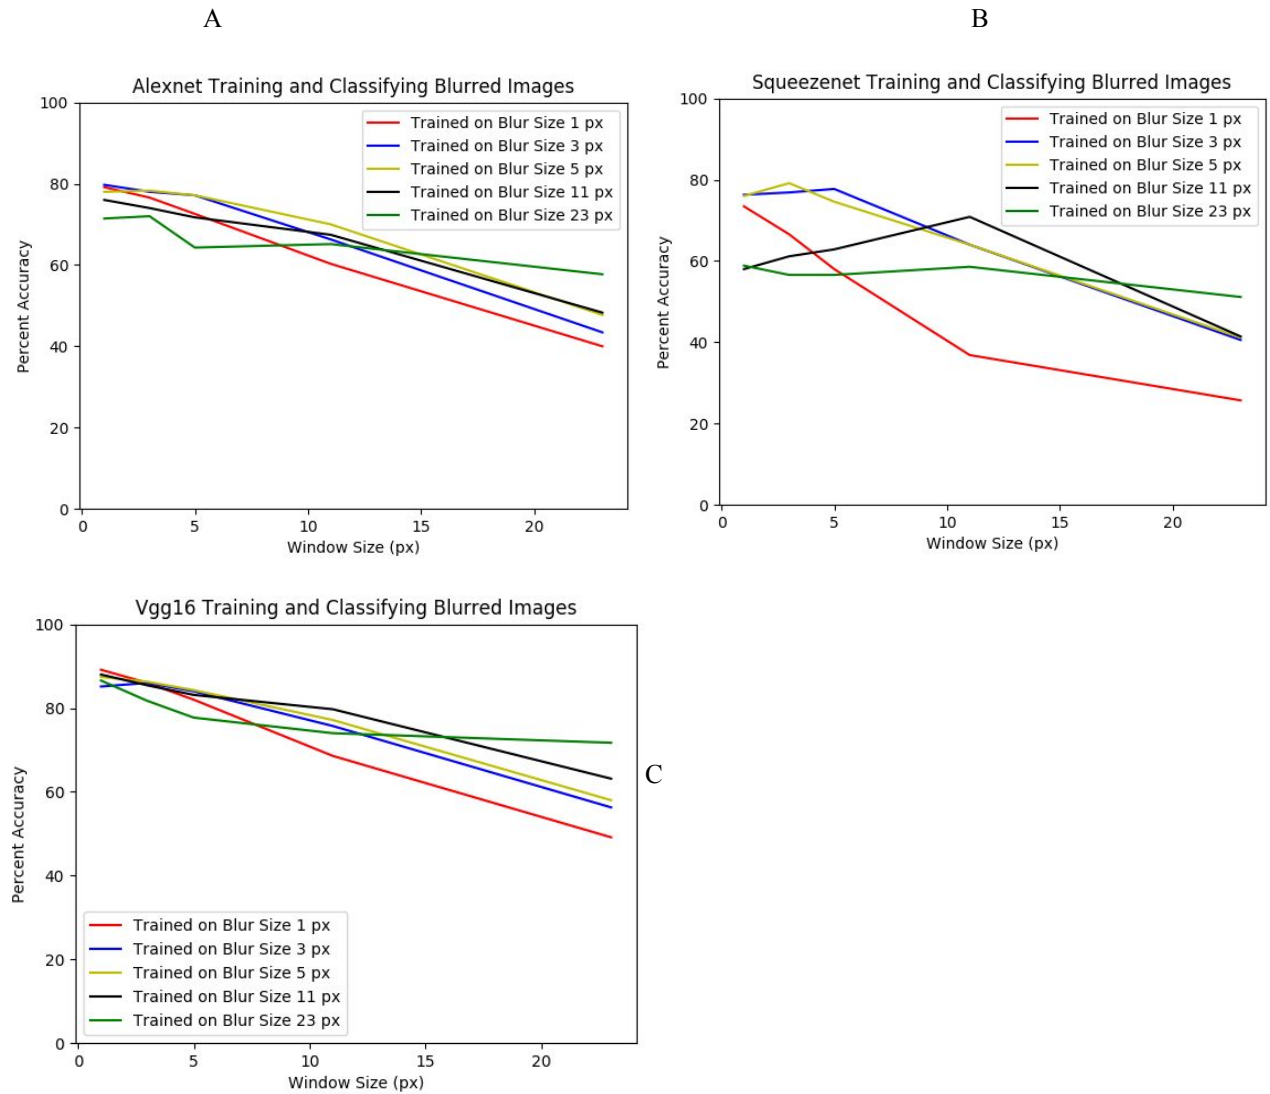 A
B
Alexnet Training and Classifying Blurred Images
Percent Accuracy
100
80
60
40
20
0
Trained on Blur Size 1 px
Trained on Blur Size 3 px
Trained on Blur Size 5 px
Trained on Blur Size 11 px
Trained on Blur Size 23 px
0 5 10 15 20
Window Size (px)
Squeezenet Training and Classifying Blurred Images
Percent Accuracy
100
80
60
40
20
0
Trained on Blur Size 1 px
Trained on Blur Size 3 px
Trained on Blur Size 5 px
Trained on Blur Size 11 px
Trained on Blur Size 23 px
0 5 10 15 20
Window Size (px)
Vgg16 Training and Classifying Blurred Images
Percent Accuracy
100
80
60
40
20
0
Trained on Blur Size 1 px
Trained on Blur Size 3 px
Trained on Blur Size 5 px
Trained on Blur Size 11 px
Trained on Blur Size 23 px
0 5 10 15 20
Window Size (px)
C